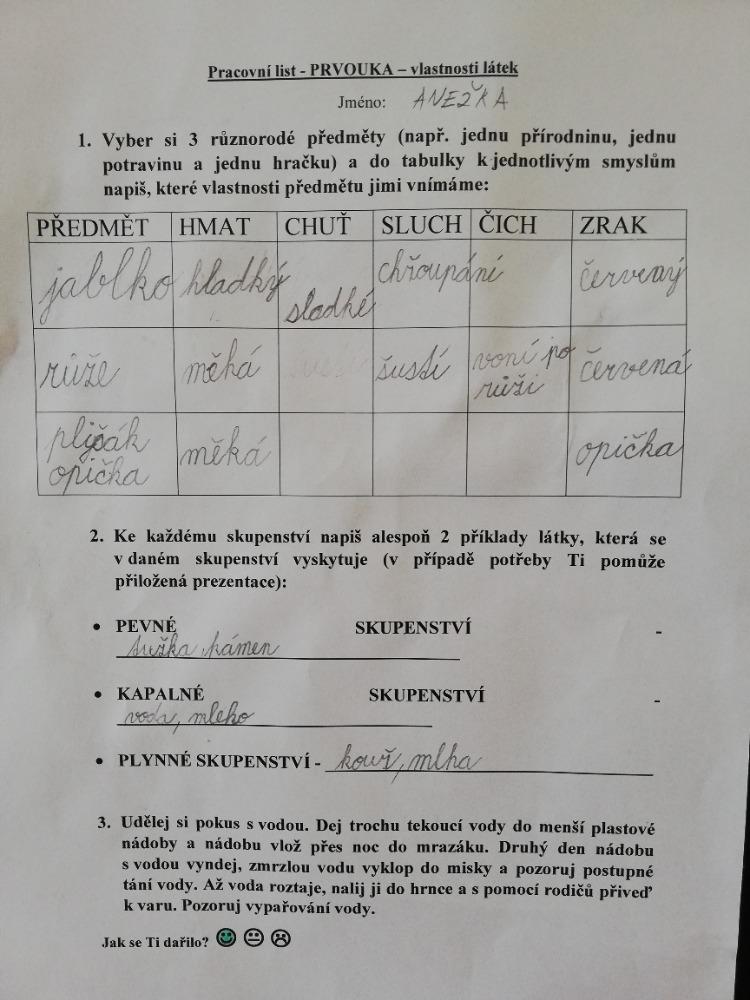 Pracovní list - PRVOUKA – vlastnosti látek
Jméno: ANEŽKA
1. Vyber si 3 různorodé předměty (např. jednu přírodninu, jednu
potravinu a jednu hračku) a do tabulky k jednotlivým smyslům
napiš, které vlastnosti předmětu jimi vnímáme:
PŘEDMĚT HMAT CHUŤ SLUCH ČICH ZRAK
jablko hladký sladké chřoupání červený
růže měká šustí voní po růži červená
plyšák opička měká opička
2. Ke každému skupenství napiš alespoň 2 příklady látky, která se
v daném skupenství vyskytuje (v případě potřeby Ti pomůže
přiložená prezentace):
• PEVNÉ SKUPENSTVÍ -
tužka, kámen
• KAPALNÉ SKUPENSTVÍ -
voda, mleko
• PLYNNÉ SKUPENSTVÍ - kouř, mlha
3. Udělej si pokus s vodou. Dej trochu tekoucí vody do menší plastové
nádoby a nádobu vlož přes noc do mrazáku. Druhý den nádobu
s vodou vyndej, zmrzlou vodu vyklop do misky a pozoruj postupné
tání vody. Až voda roztaje, nalij ji do hrnce a s pomocí rodičů přiveď
k varu. Pozoruj vypařování vody.
Jak se Ti dařilo?